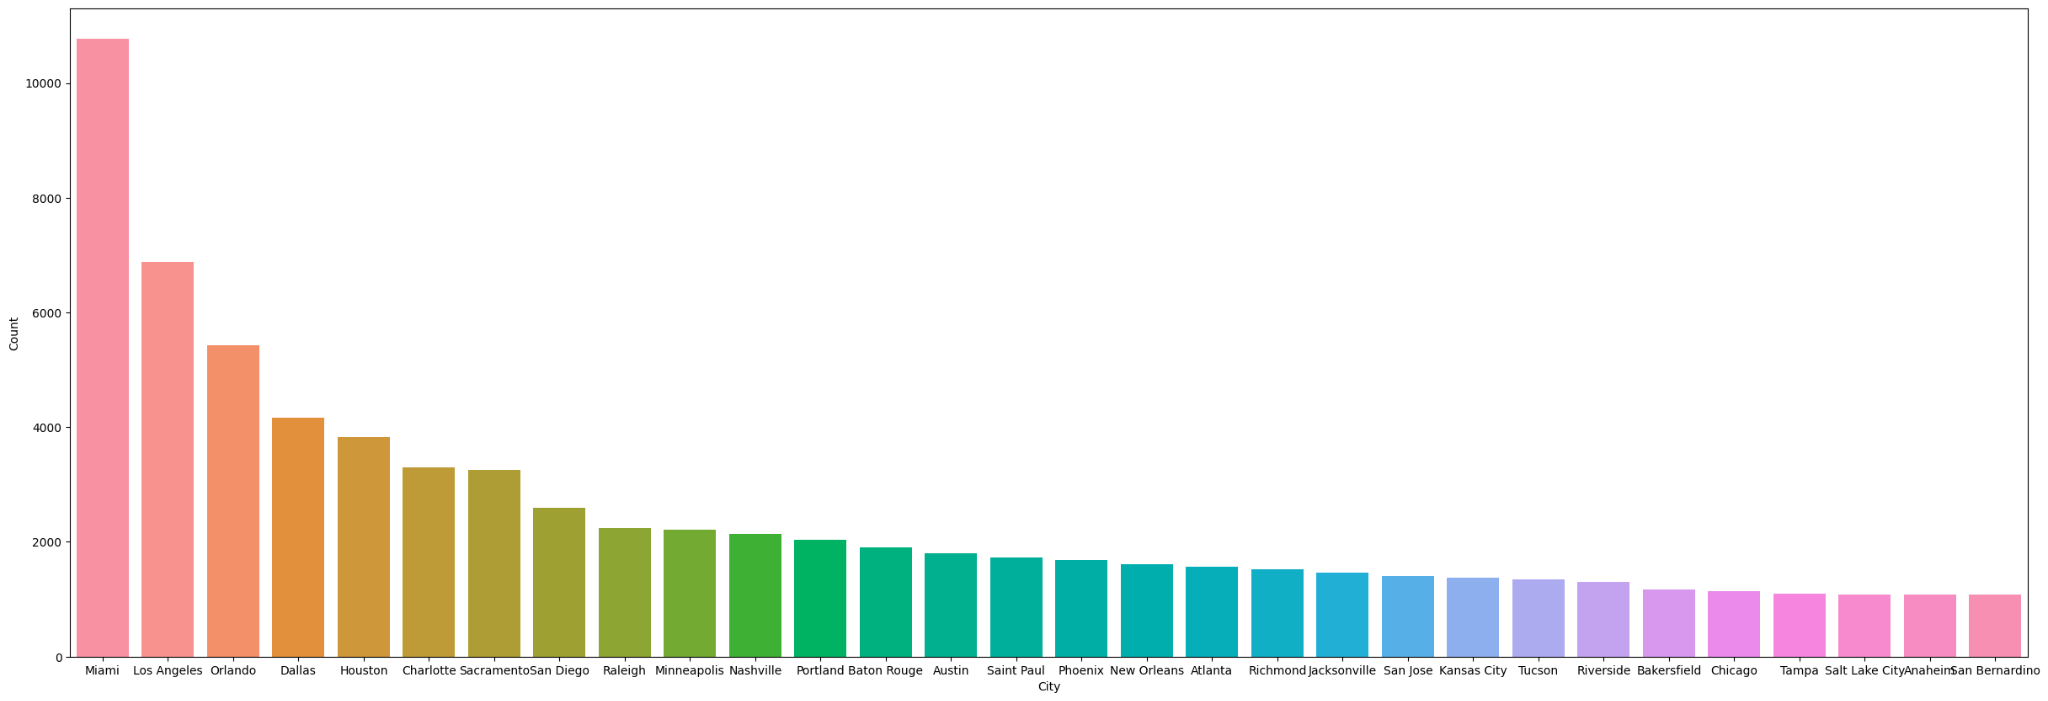 10000
8000
6000
4000
2000
0
Count
Miami Los Angeles Orlando Dallas Houston Charlotte Sacramento San Diego Raleigh Minneapolis Nashville Portland Baton Rouge Austin Saint Paul Phoenix New Orleans Atlanta Richmond Jacksonville San Jose Kansas City Tucson Riverside Bakersfield Chicago Tampa Salt Lake City Anaheim San Bernardino
City